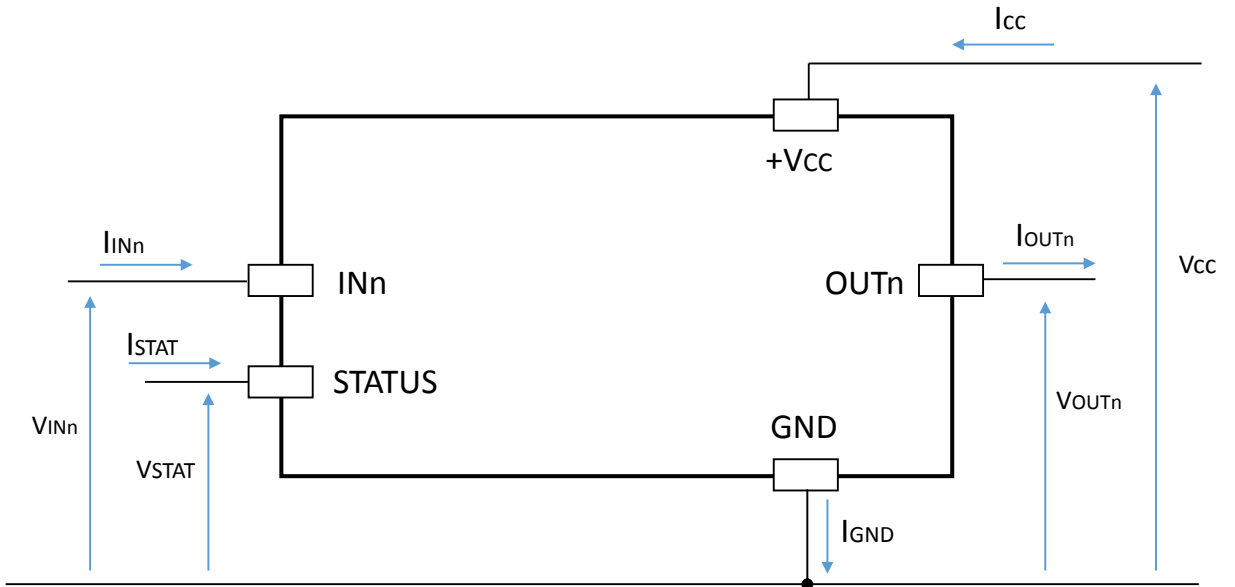 Icc
+Vcc
IINn
IOUTn
INn
OUTn
Vcc
ISTAT
STATUS
VINn
VOUTn
GND
VSTAT
IGND